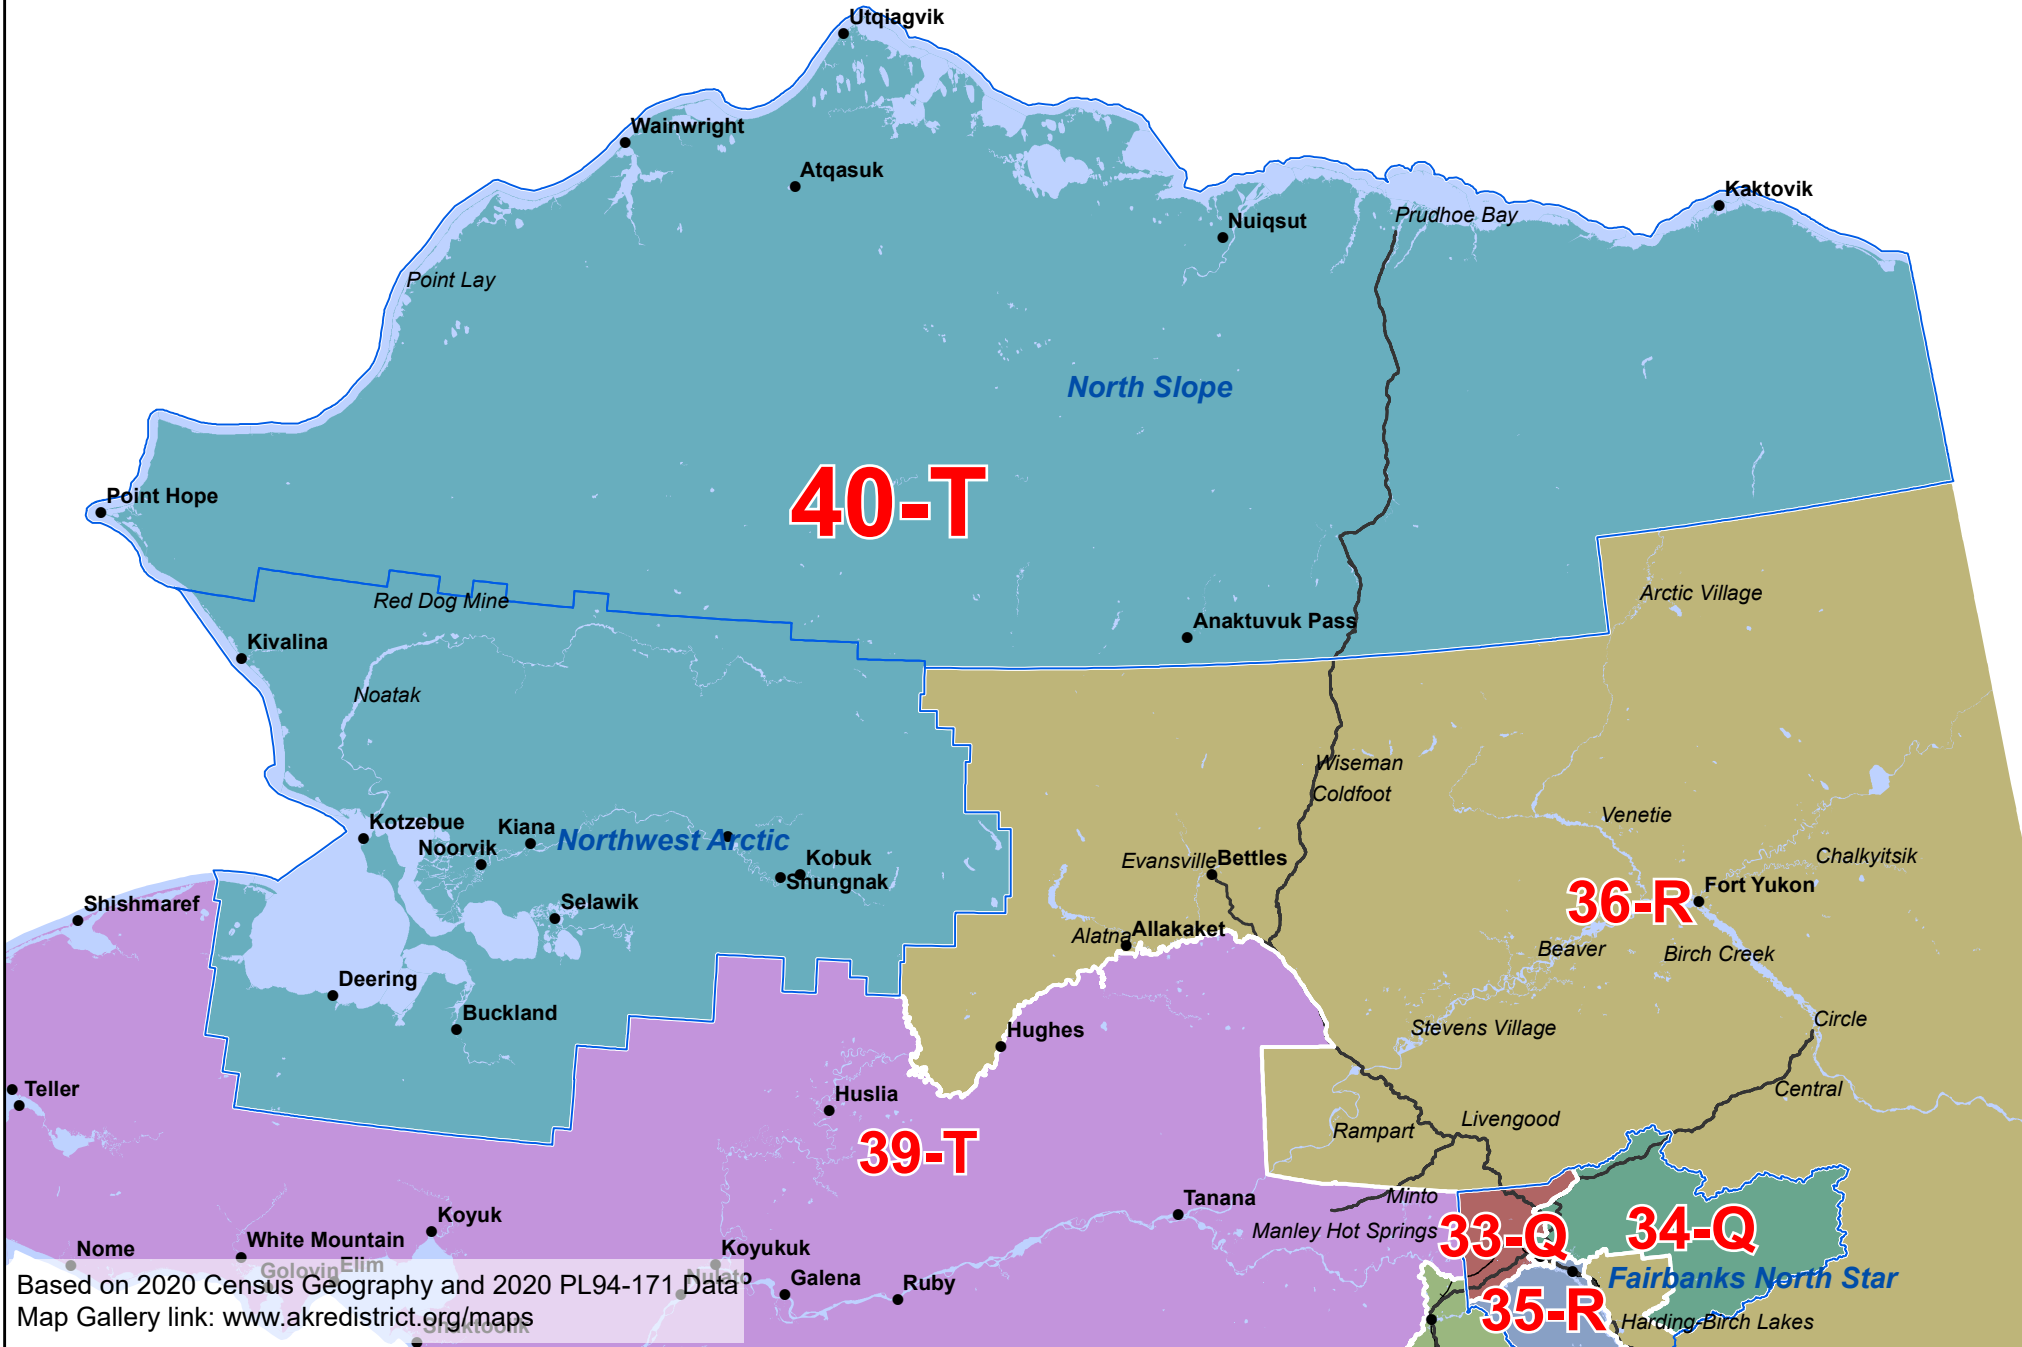 Utqiagvik
Wainwright
Atqasuk
Kaktovik
Prudhoe Bay
Nuiqsut
Point Lay
North Slope
40-T
Point Hope
Arctic Village
Red Dog Mine
Anaktuvuk Pass
Kivalina
Noatak
Wiseman
Coldfoot
Venetie
Kotzebue
Kiana
Northwest Arctic
Noorvik
Kobuk
Shungnak
Evansville
Bettles
Chalkyitsik
36-R
Fort Yukon
Shishmaref
Selawik
Alatna
Allakaket
Beaver
Birch Creek
Deering
Buckland
Hughes
Stevens Village
Circle
Teller
Huslia
Central
Rampart
Livengood
39-T
Tanana
Minto
Manley Hot Springs
33-Q
34-Q
Koyuk
White Mountain
Nome
Golovin
Elim
Koyukuk
Nulato
Galena
Ruby
Fairbanks North Star
35-R
Harding-Birch Lakes
Shaktoolik
Based on 2020 Census Geography and 2020 PL94-171 Data
Map Gallery link: www.akredistrict.org/maps